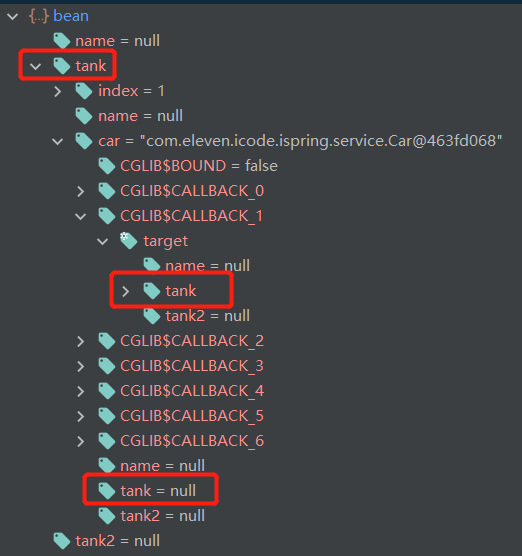 {...} bean
name = null
tank
index = 1
name = null
car = "com.eleven.icode.ispring.service.Car@463fd068"
CGLIB$BOUND = false
CGLIB$CALLBACK_0
CGLIB$CALLBACK_1
target
name = null
tank
tank2 = null
CGLIB$CALLBACK_2
CGLIB$CALLBACK_3
CGLIB$CALLBACK_4
CGLIB$CALLBACK_5
CGLIB$CALLBACK_6
name = null
tank = null
tank2 = null
tank2 = null